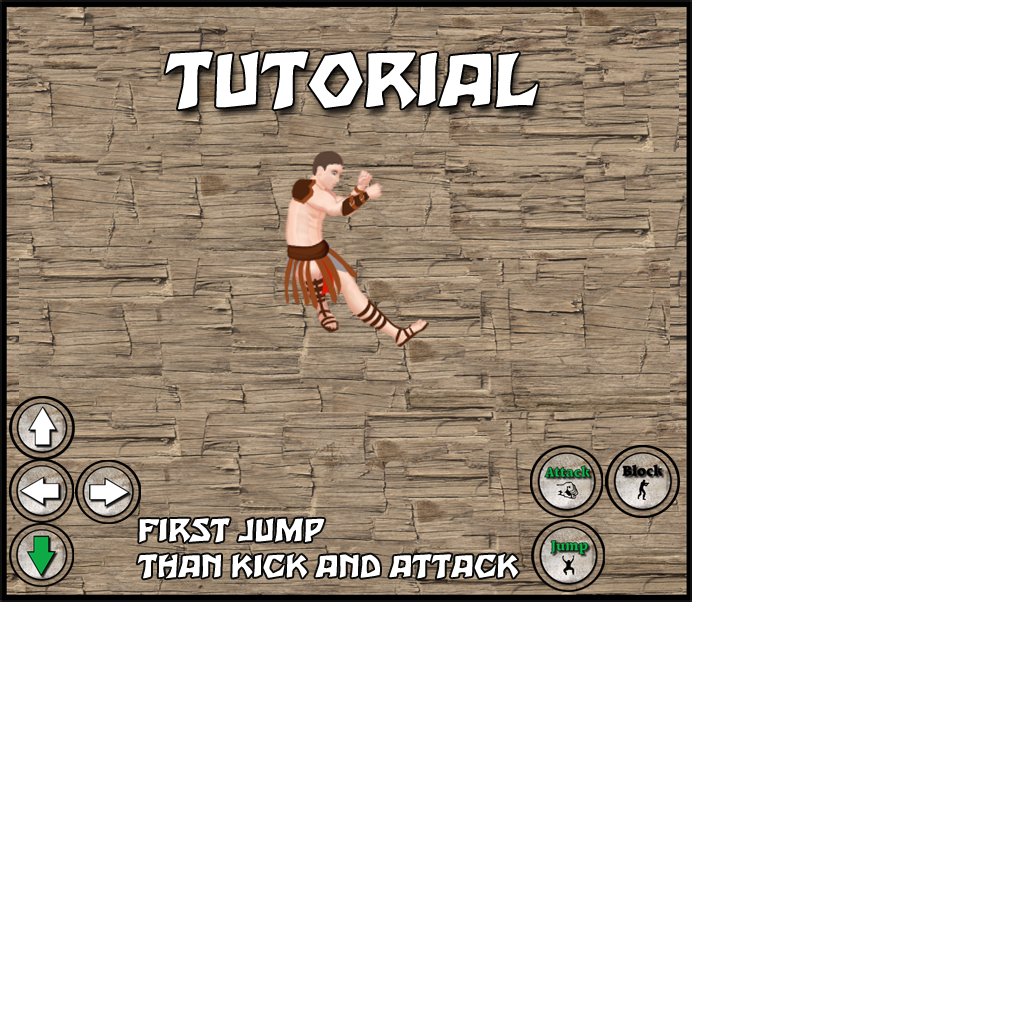 TUTORIAL
Attack
Block
FIRST JUMP
THAN KICK AND ATTACK
Jump